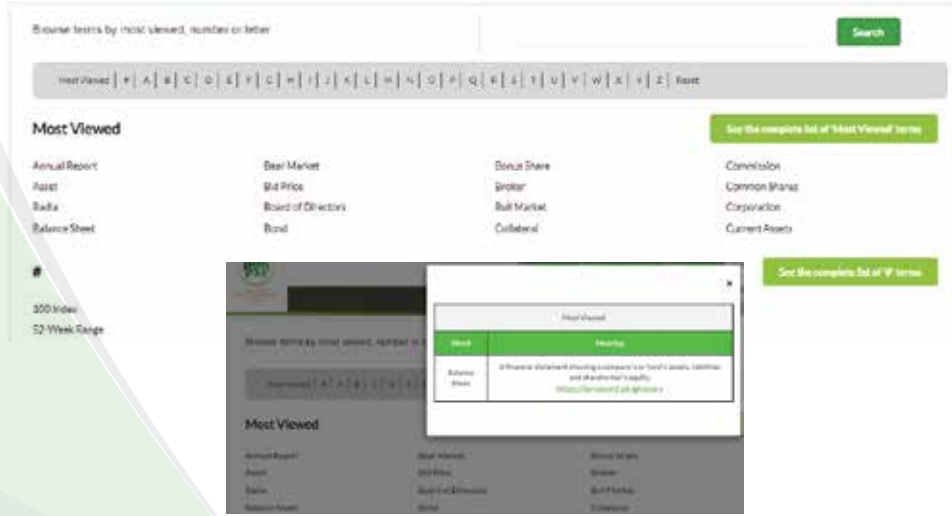 Browse terms by most viewed, number or letter
Search
Most Viewed | # | A | B | C | D | E | F | G | H | I | J | K | L | M | N | O | P | Q | R | S | T | U | V | W | X | Y | Z | Reset
Most Viewed
See the complete list of 'Most Viewed' terms
Annual Report Bear Market Bonus Share Commission
Asset Bid Price Broker Common Shares
Badla Board of Directors Bull Market Corporation
Balance Sheet Bond Collateral Current Assets
#
See the complete list of '#' terms
100 Index
52-Week Range
×
Most Viewed
Word Meaning
Balance Sheet
A financial statement showing a company's or fund's assets, liabilities
and shareholder's equity.
Browse terms by most viewed, number or
Most Viewed | # | A | B | C | D | E
Most Viewed
Annual Report Bear Market Bonus Share
Asset Bid Price Broker
Badla Board of Directors Bull Market
Balance Sheet Bond Collateral